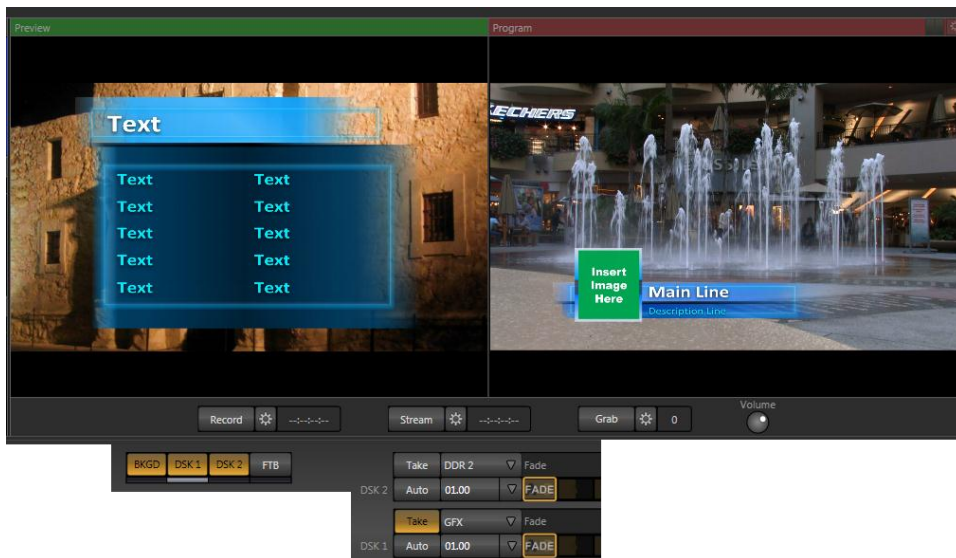 Preview
Program
Text
Text Text
Text Text
Text Text
Text Text
Text Text
Insert
Image
Here
Main Line
Description Line
Volume
Record --:--:--:-- Stream --:--:--:-- Grab 0
BKGD DSK 1 DSK 2 FTB
Take DDR 2 Fade
DSK 2 Auto 01.00 FADE
Take GFX Fade
DSK 1 Auto 01.00 FADE